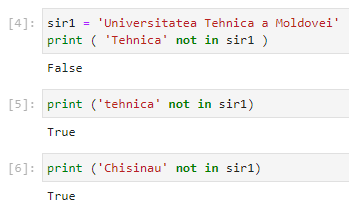 [4]: sir1 = 'Universitatea Tehnica a Moldovei'
print ( 'Tehnica' not in sir1 )
False
[5]: print ('tehnica' not in sir1)
True
[6]: print ('Chisinau' not in sir1)
True